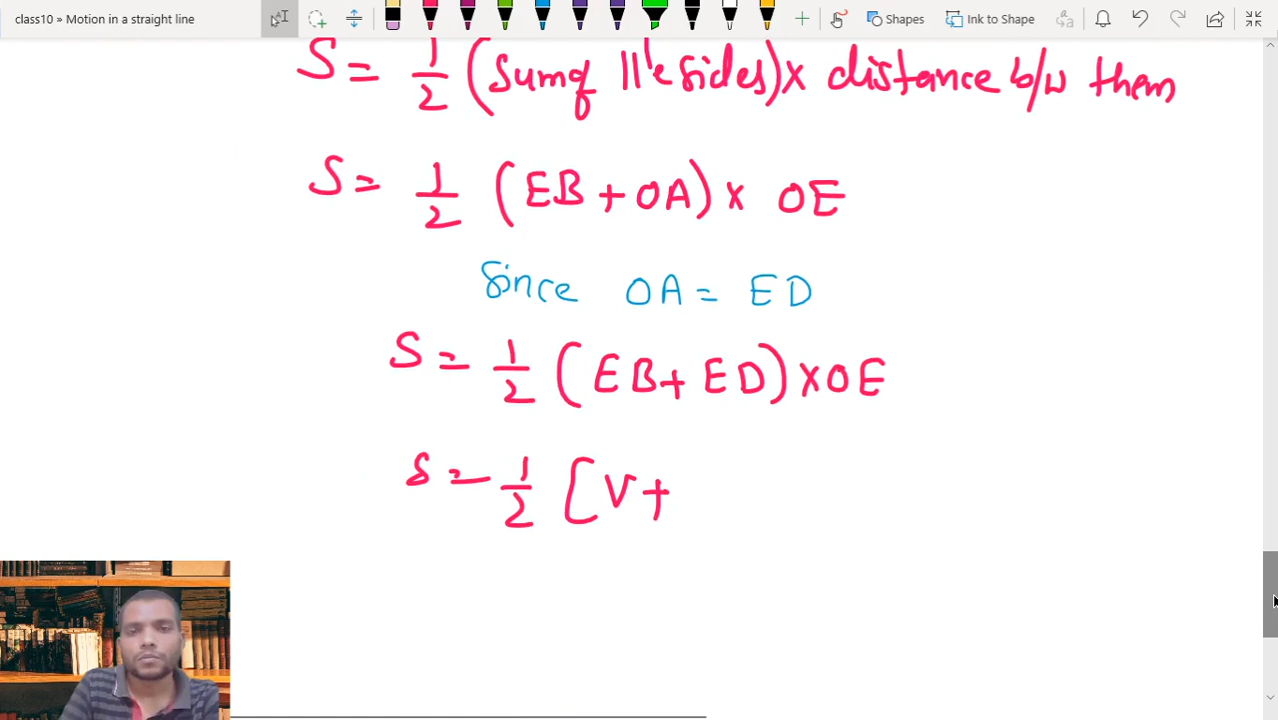 class10 » Motion in a straight line
Shapes
Ink to Shape
S = 1/2 (Sum of ||le sides) x distance b/w them
S = 1/2 (EB + OA) x OE
Since OA = ED
S = 1/2 (EB + ED) x OE
S = 1/2 [V +